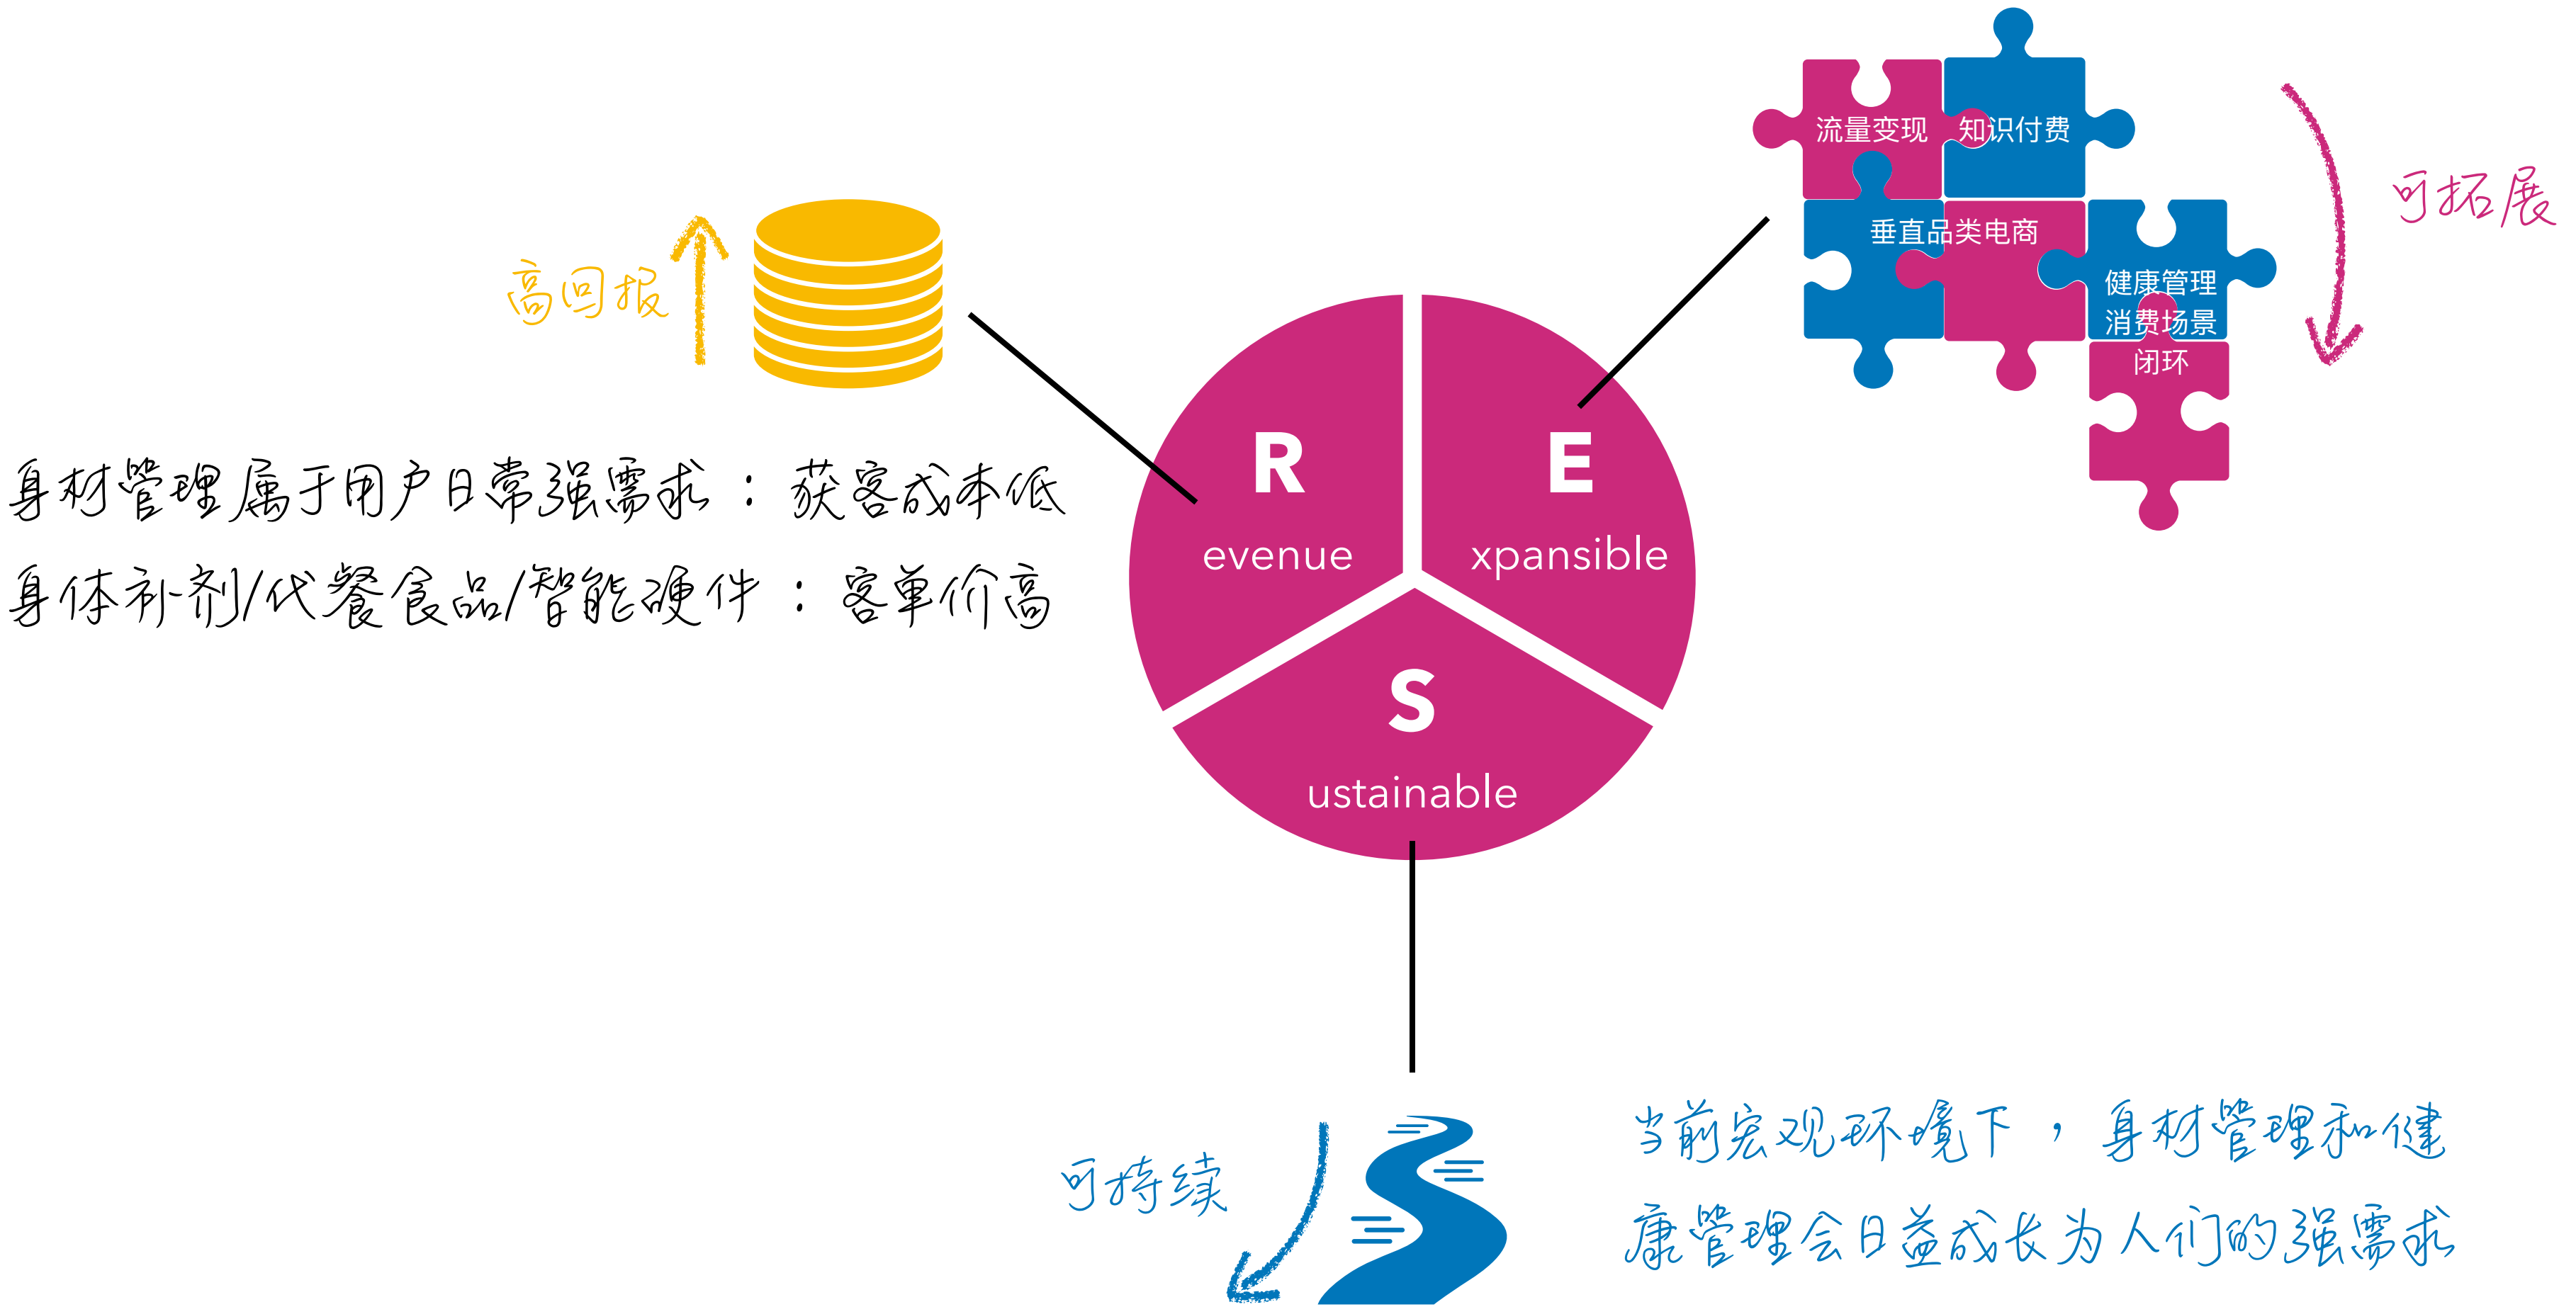 流量变现
知识付费
可拓展
垂直品类电商
高回报
健康管理
消费场景
闭环
R
evenue
E
xpansible
身材管理属于用户日常强需求：获客成本低
身体补剂/代餐食品/智能硬件：客单价高
S
ustainable
可持续
当前宏观环境下，身材管理和健
康管理会日益成长为人们的强需求